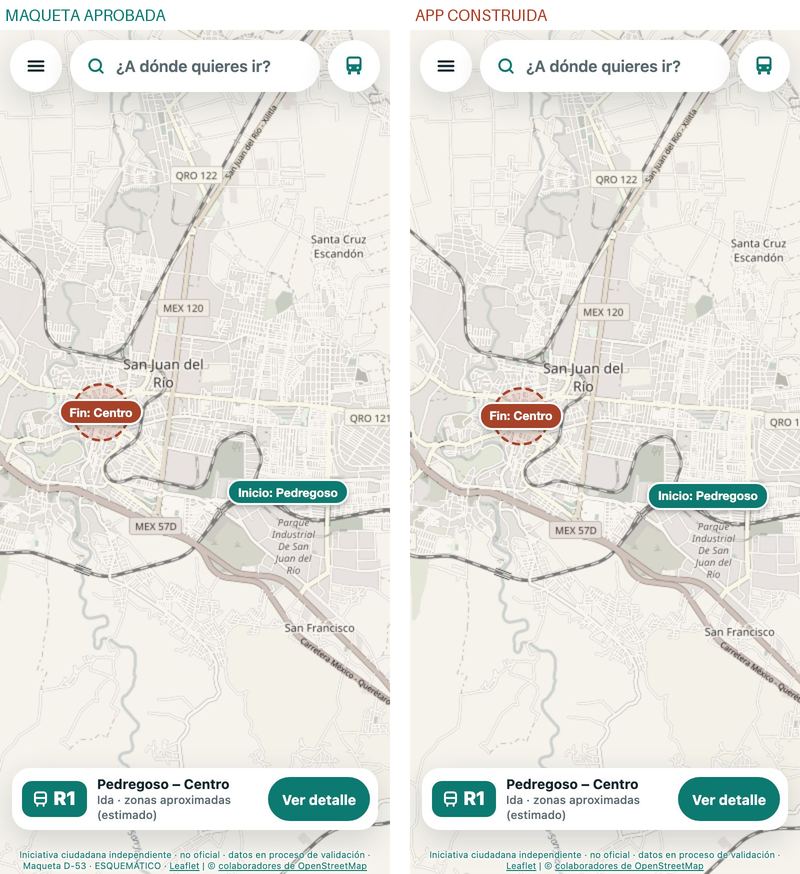 MAQUETA APROBADA
¿A dónde quieres ir?
San Juan del Río - Xilitla
QRO 122
Santa Cruz
Escandón
MEX 120
San Juan del
Río
Fin: Centro
QRO 121
Inicio: Pedregoso
MEX 57D
Parque
Industrial
De San
Juan del
Río
San Francisco
Carretera México - Querétaro
R1
Pedregoso – Centro
Ida · zonas aproximadas
(estimado)
Ver detalle
Iniciativa ciudadana independiente · no oficial · datos en proceso de validación ·
Maqueta D-53 · ESQUEMÁTICO · Leaflet | © colaboradores de OpenStreetMap
APP CONSTRUIDA
¿A dónde quieres ir?
San Juan del Río - Xilitla
QRO 122
Santa Cruz
Escandón
MEX 120
San Juan del
Río
Fin: Centro
QRO 1
Inicio: Pedregoso
MEX 57D
Parque
Industrial
De San
Juan del
Río
San Francisco
Carretera México - Que
R1
Pedregoso – Centro
Ida · zonas aproximadas
(estimado)
Ver detalle
Iniciativa ciudadana independiente · no oficial · datos en proceso de validación ·
Leaflet | © colaboradores de OpenStreetMap